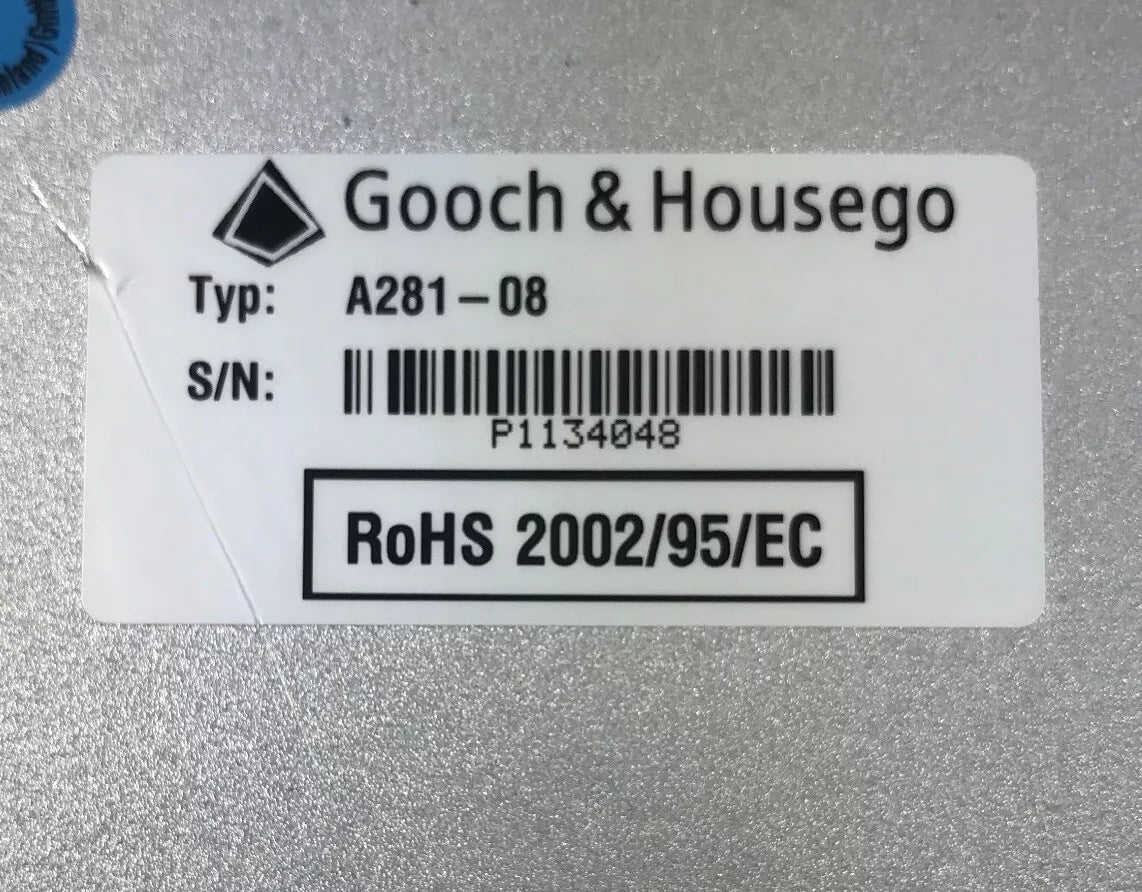 Gooch & Housego
Typ: A281-08
S/N:
P1134048
RoHS 2002/95/EC